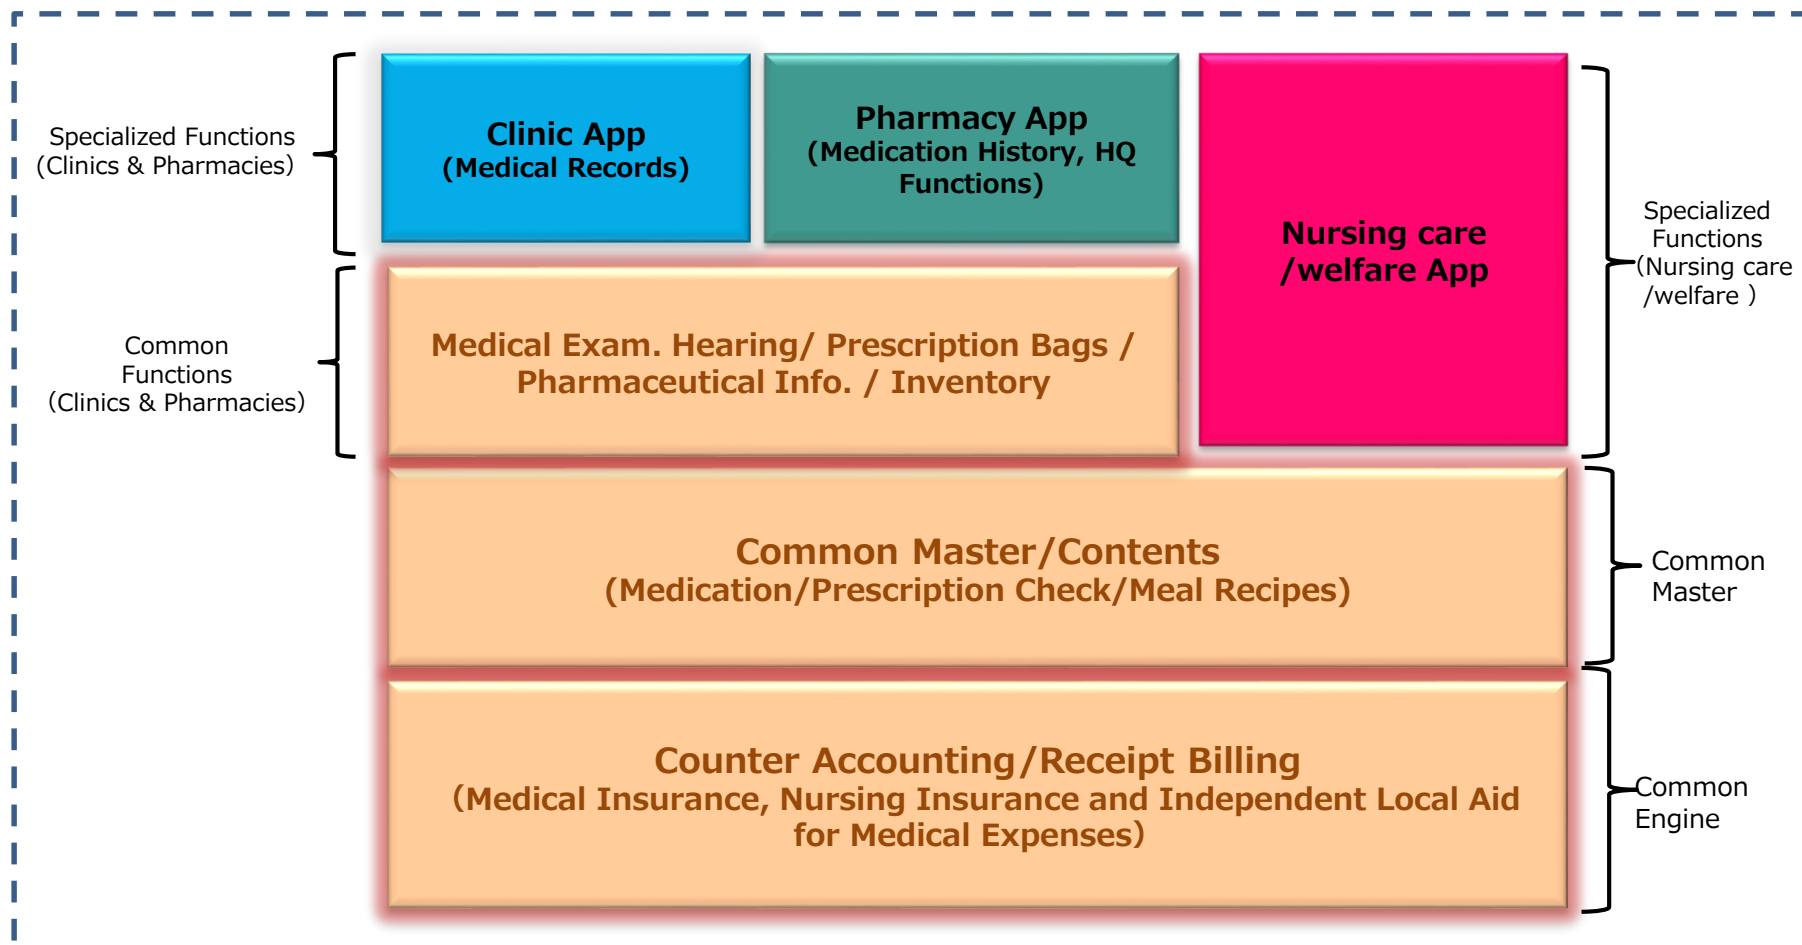 Specialized Functions
(Clinics & Pharmacies)
Clinic App
(Medical Records)
Pharmacy App
(Medication History, HQ
Functions)
Nursing care
/welfare App
Specialized
Functions
(Nursing care
/welfare )
Common
Functions
(Clinics & Pharmacies)
Medical Exam. Hearing/ Prescription Bags /
Pharmaceutical Info. / Inventory
Common Master/Contents
(Medication/Prescription Check/Meal Recipes)
Common
Master
Counter Accounting/Receipt Billing
(Medical Insurance, Nursing Insurance and Independent Local Aid
for Medical Expenses)
Common
Engine